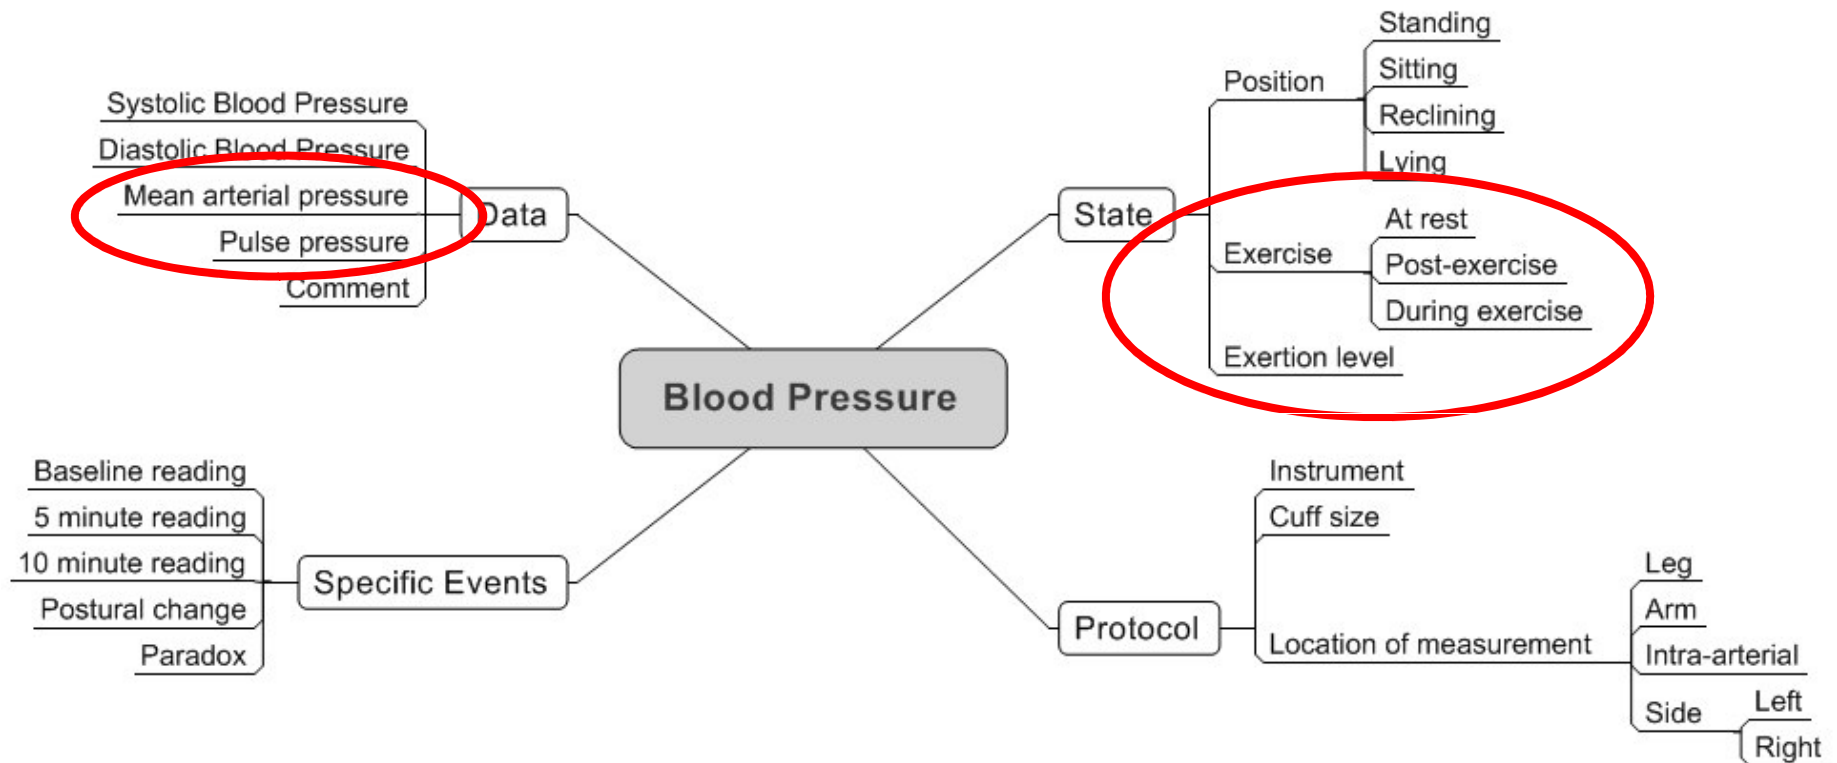 Systolic Blood Pressure
Diastolic Blood Pressure
Mean arterial pressure
Pulse pressure
Comment
Data
State
Position
Standing
Sitting
Reclining
Lying
Exercise
At rest
Post-exercise
During exercise
Exertion level
Blood Pressure
Baseline reading
5 minute reading
10 minute reading
Postural change
Paradox
Specific Events
Protocol
Instrument
Cuff size
Location of measurement
Leg
Arm
Intra-arterial
Side
Left
Right